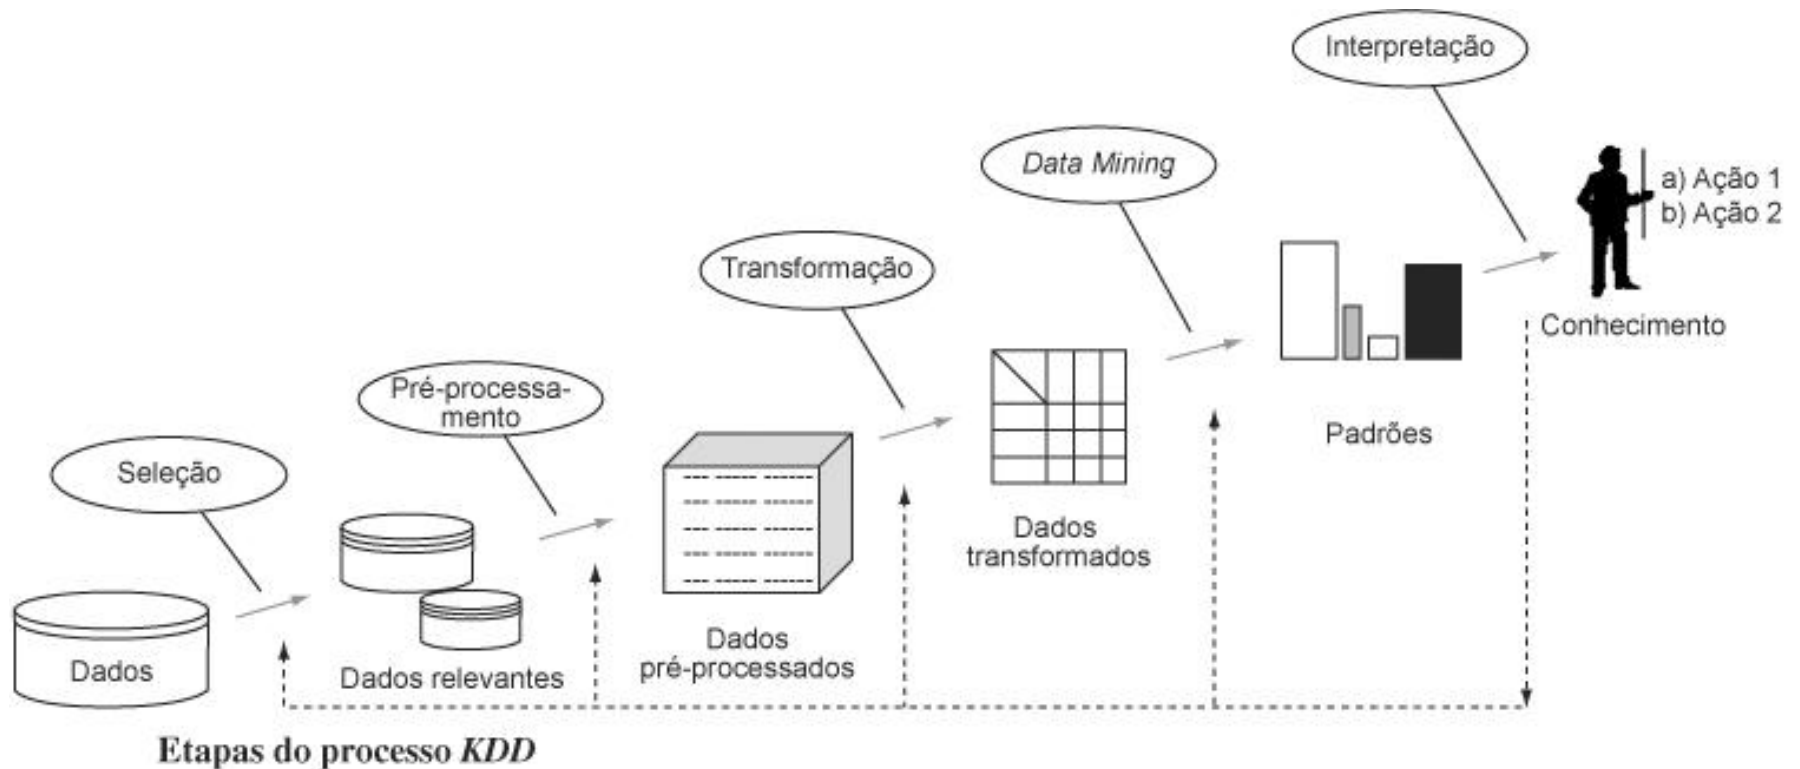 Interpretação
Data Mining
a) Ação 1
b) Ação 2
Transformação
Conhecimento
Pré-processa-
mento
Padrões
Seleção
Dados
transformados
Dados
pré-processados
Dados
Dados relevantes
Etapas do processo KDD